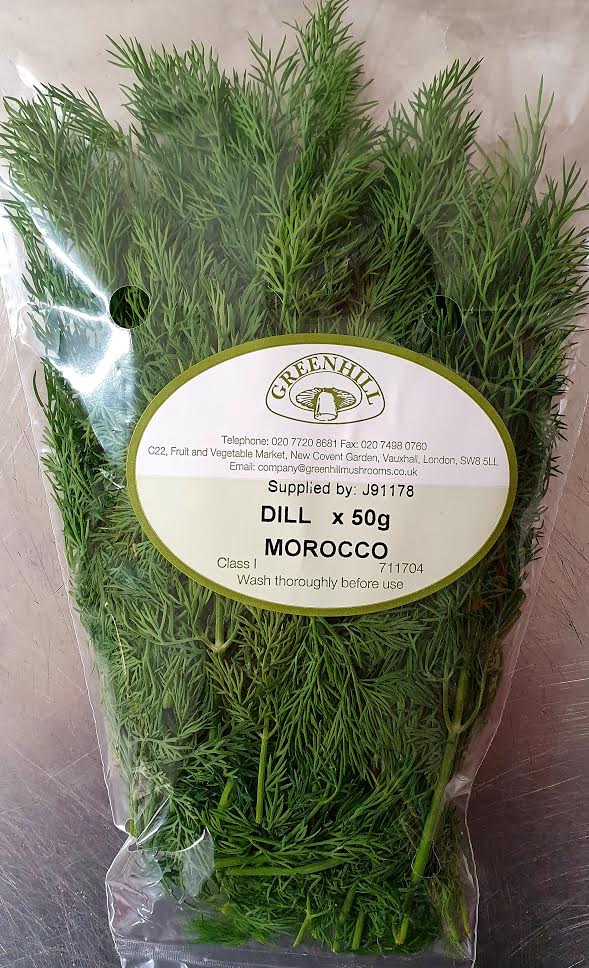 GREENHILL
Telephone: 020 7720 8681 Fax: 020 7498 0760
C22, Fruit and Vegetable Market, New Covent Garden, Vauxhall, London, SW8 5LL
Email: company@greenhillmushrooms.co.uk
Supplied by: J91178
DILL x 50g
MOROCCO
Class I 711704
Wash thoroughly before use